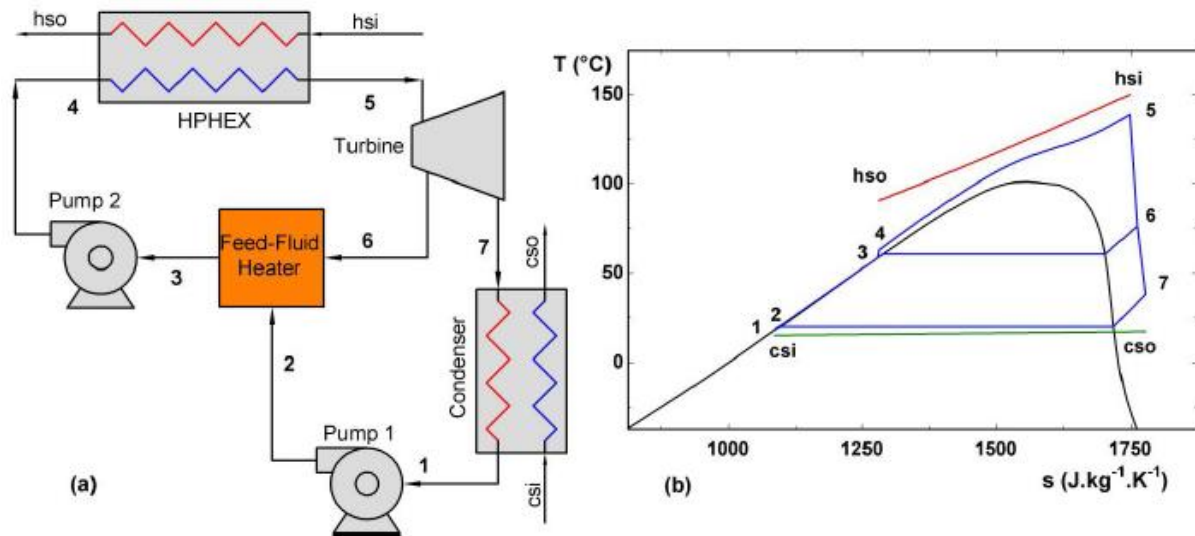 hso
hsi
4
5
HPHEX
Turbine
Pump 2
Feed-Fluid
Heater
3
6
7
cso
2
Condenser
Pump 1
1
csi
(a)
T (°C)
150
100
50
0
hsi
5
hso
4
3
6
7
2
1
csi
cso
1000
1250
1500
1750
(b)
s (J.kg⁻¹.K⁻¹)